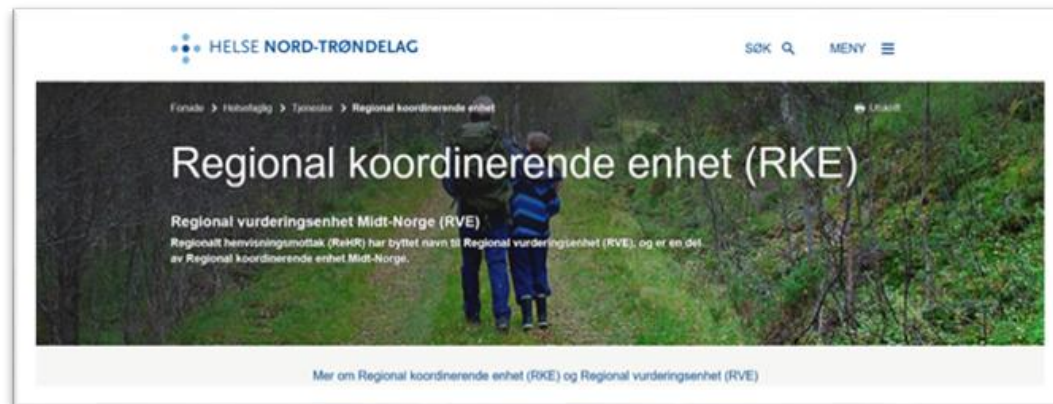 HELSE NORD-TRØNDELAG
SØK
MENY
Forside > Helsefaglig > Tjenester > Regional koordinerende enhet
Utskrift
Regional koordinerende enhet (RKE)
Regional vurderingsenhet Midt-Norge (RVE)
Regionalt henvisningsmottak (ReHR) har byttet navn til Regional vurderingsenhet (RVE), og er en del
av Regional koordinerende enhet Midt-Norge.
Mer om Regional koordinerende enhet (RKE) og Regional vurderingsenhet (RVE)